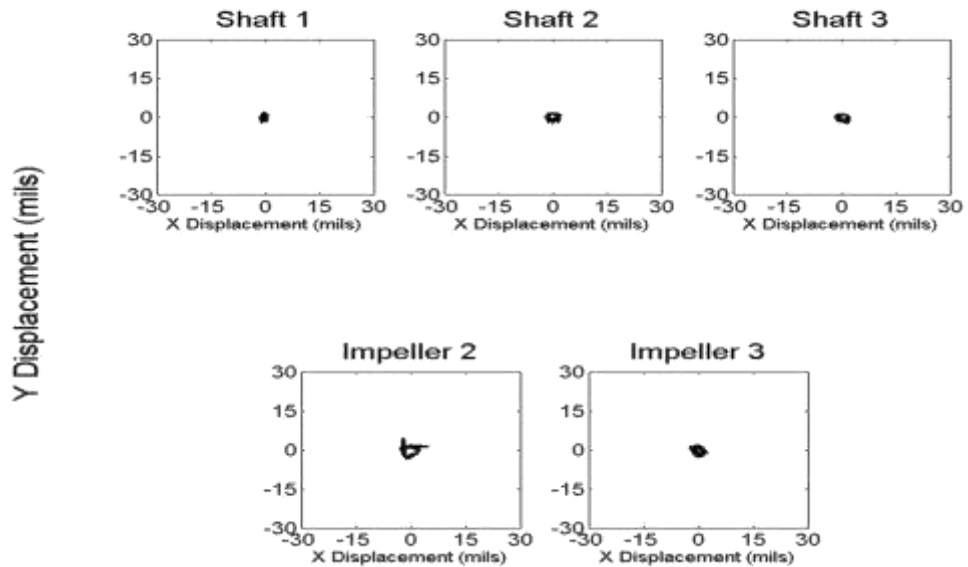 Shaft 1 Shaft 2 Shaft 3
30 30 30
15 15 15
0 0 0
-15 -15 -15
-30 -30 -30
-30 -15 0 15 30 -30 -15 0 15 30 -30 -15 0 15 30
X Displacement (mils) X Displacement (mils) X Displacement (mils)
Y Displacement (mils)
Impeller 2 Impeller 3
30 30
15 15
0 0
-15 -15
-30 -30
-30 -15 0 15 30 -30 -15 0 15 30
X Displacement (mils) X Displacement (mils)